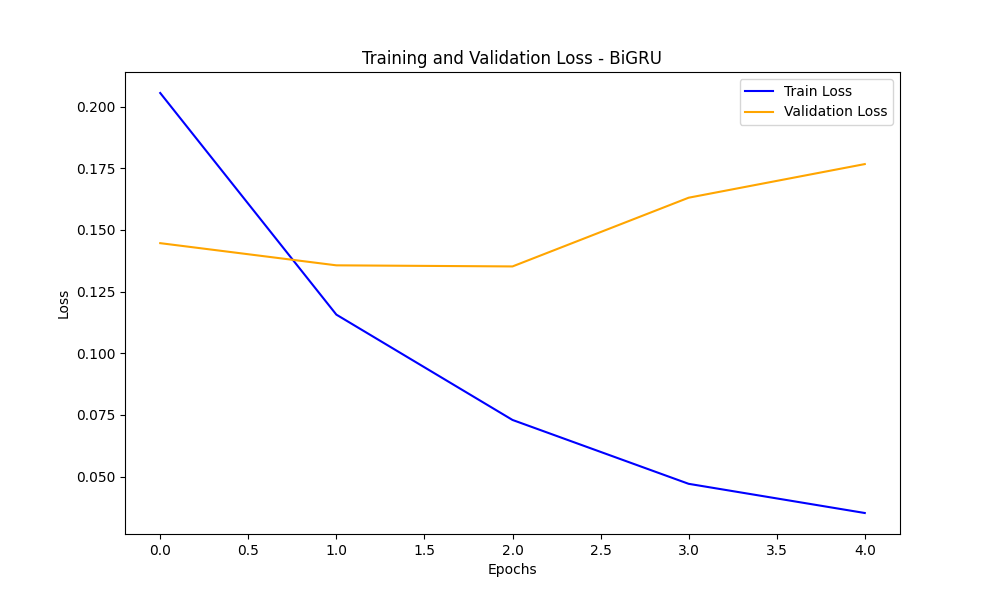 Training and Validation Loss - BiGRU
Train Loss
Validation Loss
0.200
0.175
0.150
0.125
0.100
0.075
0.050
Loss
0.0 0.5 1.0 1.5 2.0 2.5 3.0 3.5 4.0
Epochs